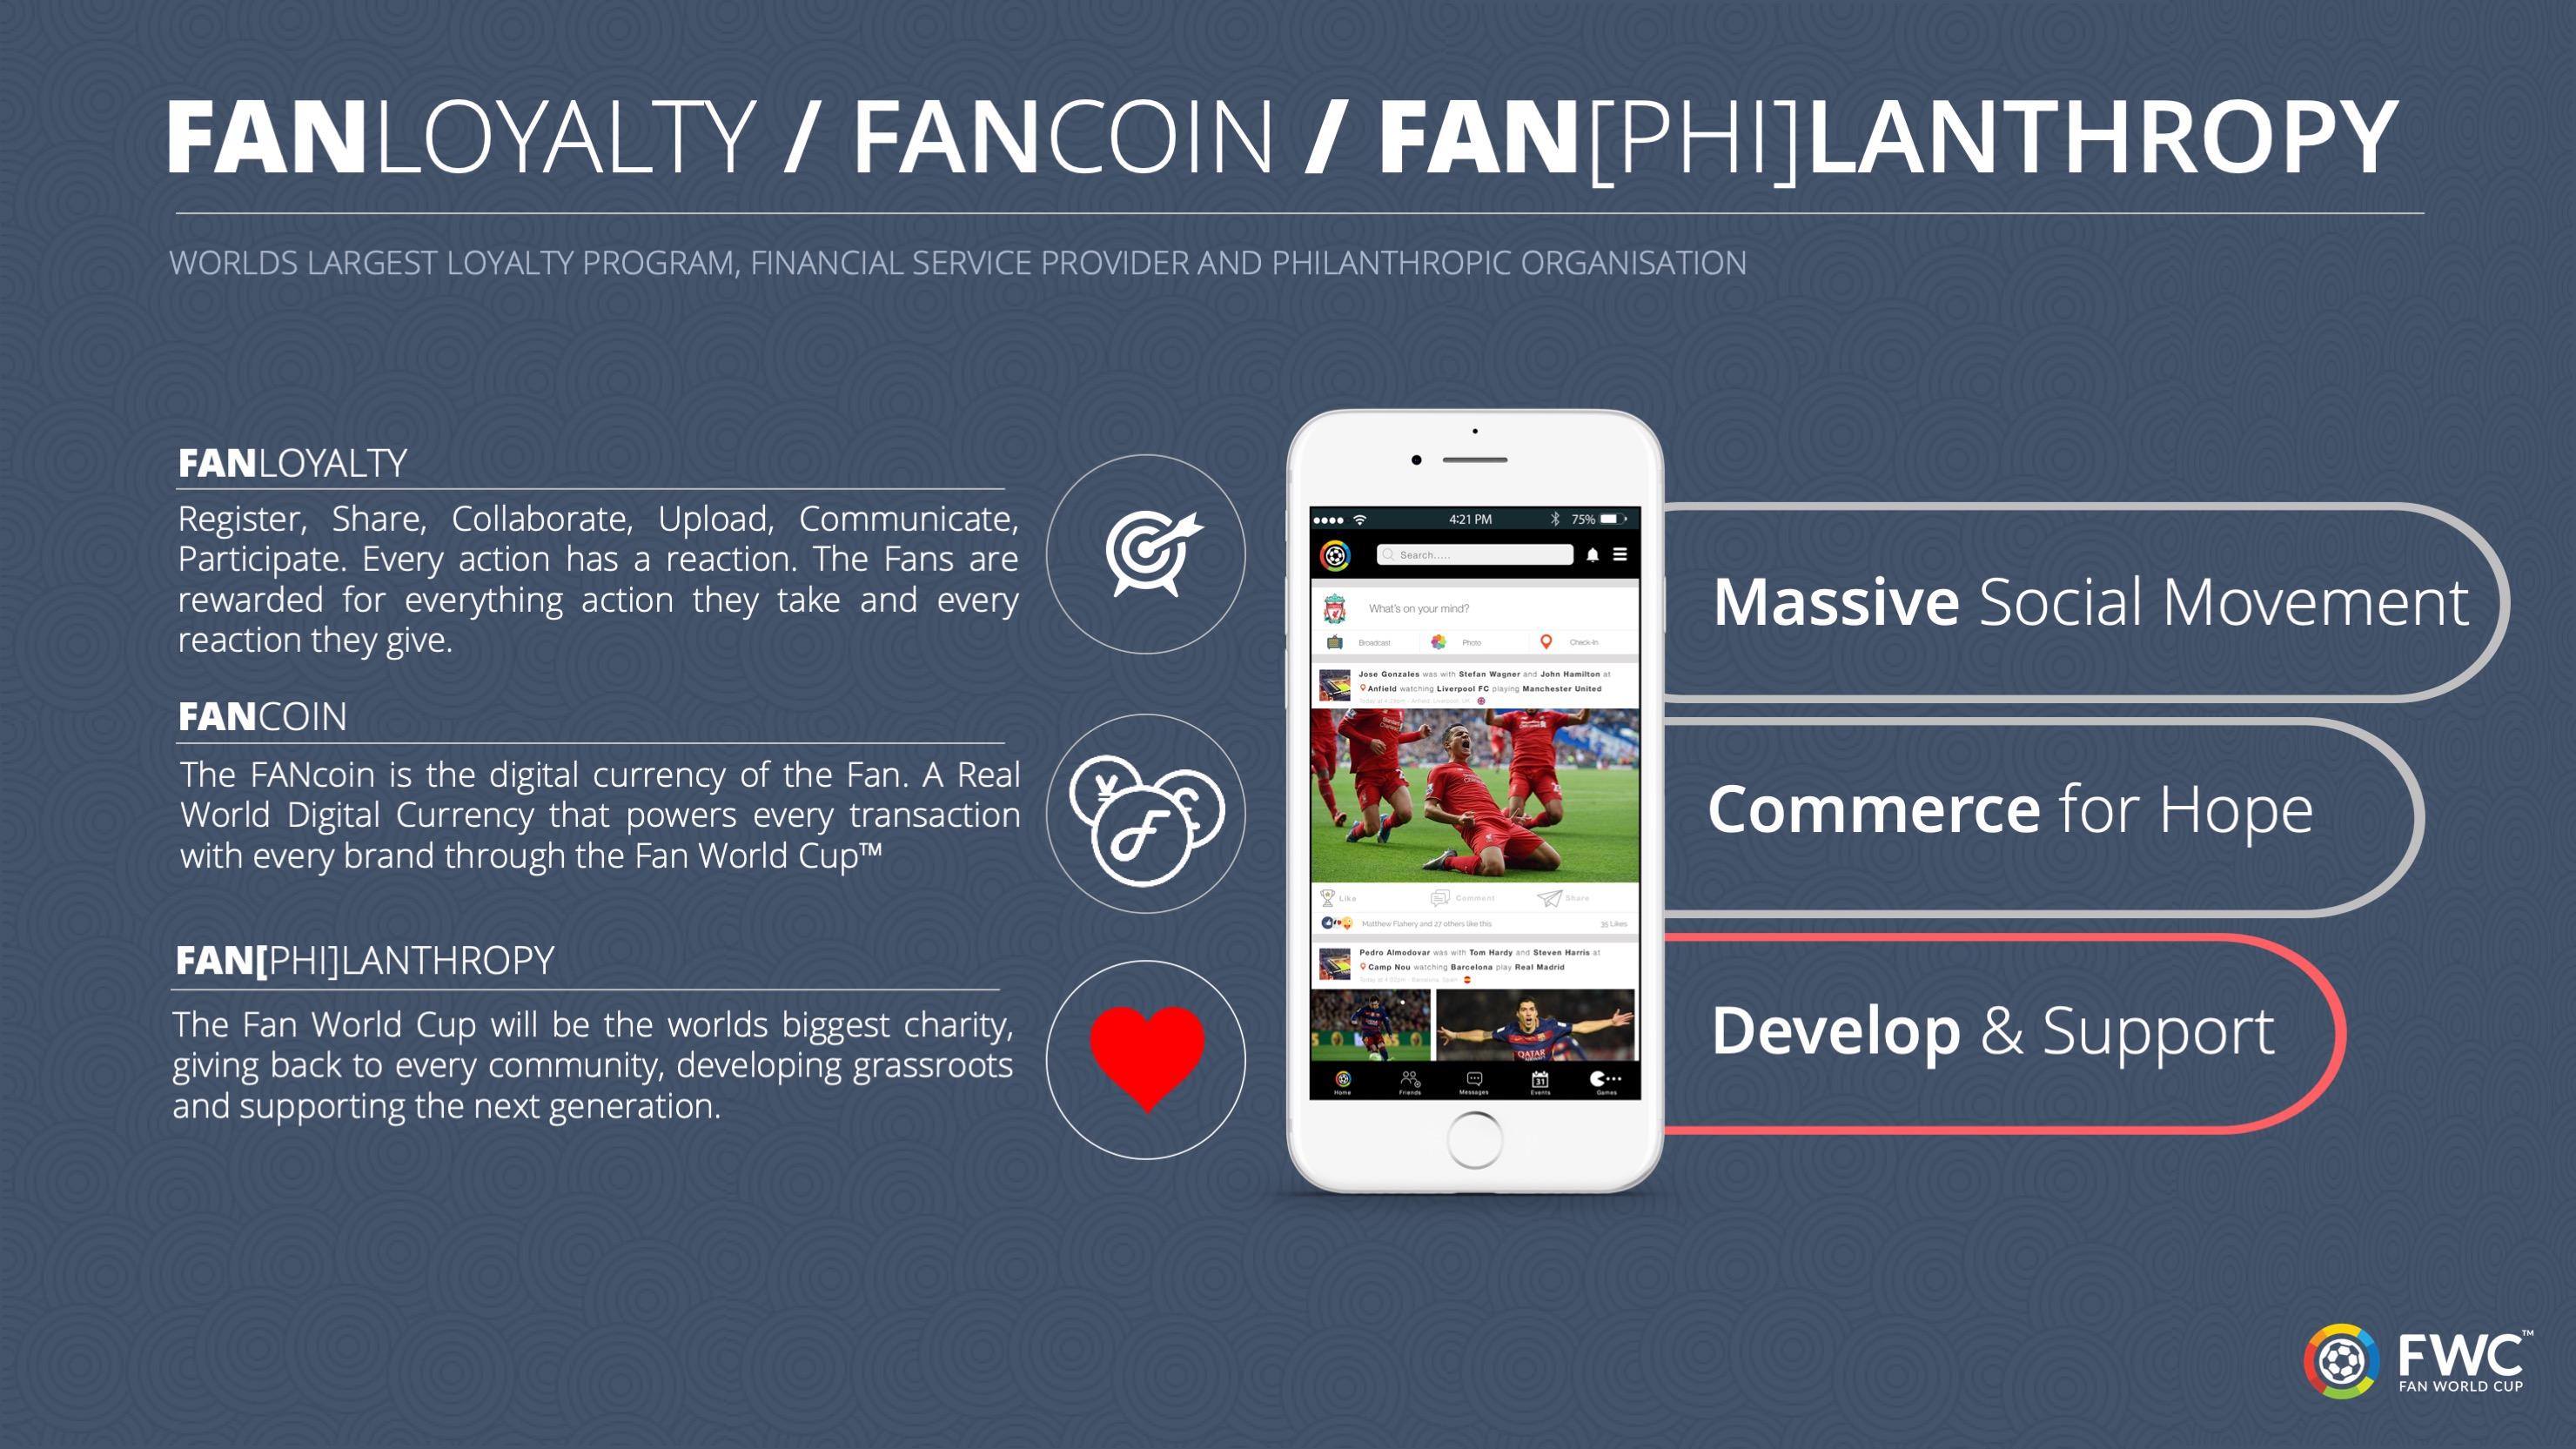 FANLOYALTY / FANCOIN / FAN[PHI]LANTHROPY
WORLDS LARGEST LOYALTY PROGRAM, FINANCIAL SERVICE PROVIDER AND PHILANTHROPIC ORGANISATION
FANLOYALTY
Register, Share, Collaborate, Upload, Communicate,
Participate. Every action has a reaction. The Fans are
rewarded for everything action they take and every
reaction they give.
FANCOIN
The FANcoin is the digital currency of the Fan. A Real
World Digital Currency that powers every transaction
with every brand through the Fan World Cup™
FAN[PHI]LANTHROPY
The Fan World Cup will be the worlds biggest charity,
giving back to every community, developing grassroots
and supporting the next generation.
4:21 PM 75%
Search.....
What's on your mind?
Broadcast Photo Check-In
Jose Gonzales was with Stefan Wagner and John Hamilton at
Anfield watching Liverpool FC playing Manchester United
Like Comment Share
Matthew Flahery and 27 others like this 35 Likes
Pedro Almodovar was with Tom Hardy and Steven Harris at
Camp Nou watching Barcelona play Real Madrid
QATAR
31
Home Friends Messages Events Games
Massive Social Movement
Commerce for Hope
Develop & Support
FWC™
FAN WORLD CUP